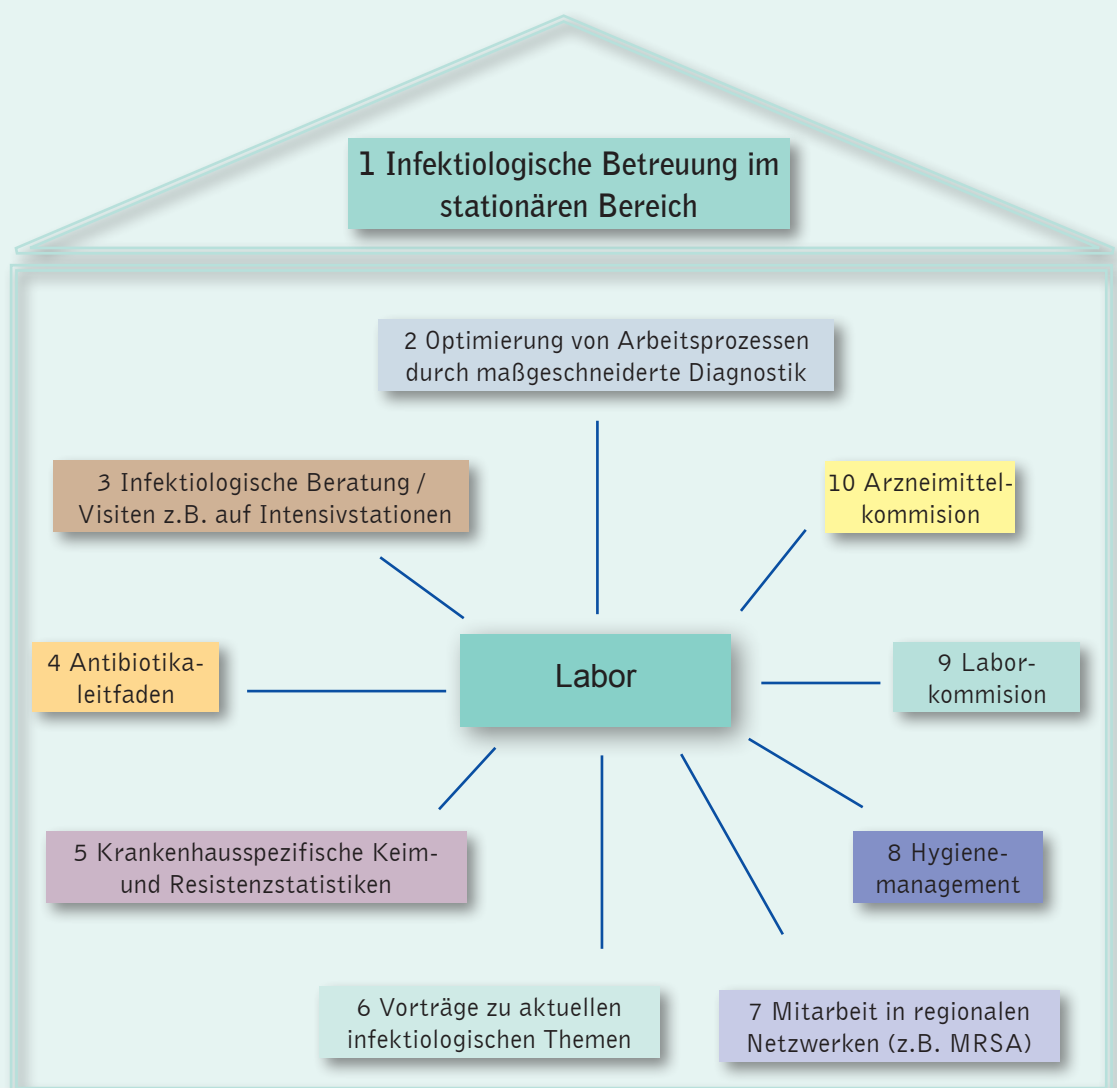 1 Infektiologische Betreuung im
stationären Bereich
2 Optimierung von Arbeitsprozessen
durch maßgeschneiderte Diagnostik
3 Infektiologische Beratung /
Visiten z.B. auf Intensivstationen
10 Arzneimittel-
kommision
4 Antibiotika-
leitfaden
Labor
9 Labor-
kommision
5 Krankenhausspezifische Keim-
und Resistenzstatistiken
8 Hygiene-
management
6 Vorträge zu aktuellen
infektiologischen Themen
7 Mitarbeit in regionalen
Netzwerken (z.B. MRSA)